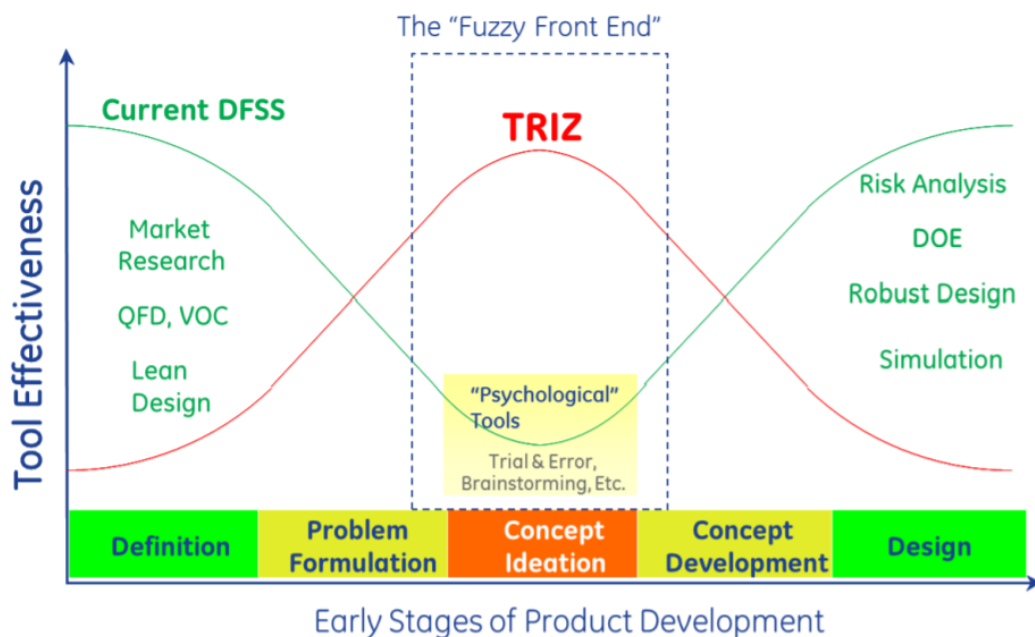 The “Fuzzy Front End”
Current DFSS
TRIZ
Tool Effectiveness
Market
Research
QFD, VOC
Lean
Design
"Psychological"
Tools
Trial & Error,
Brainstorming, Etc.
Risk Analysis
DOE
Robust Design
Simulation
Definition
Problem
Formulation
Concept
Ideation
Concept
Development
Design
Early Stages of Product Development